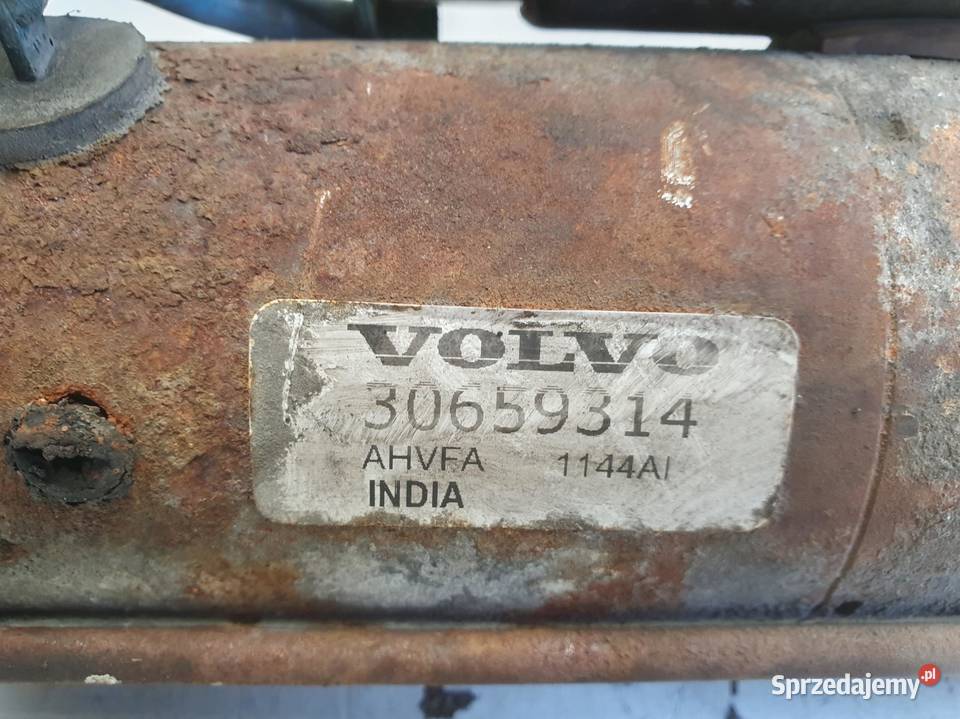 VOLVO
30659314
AHVFA 1144AI
INDIA
Sprzedajemy.pl